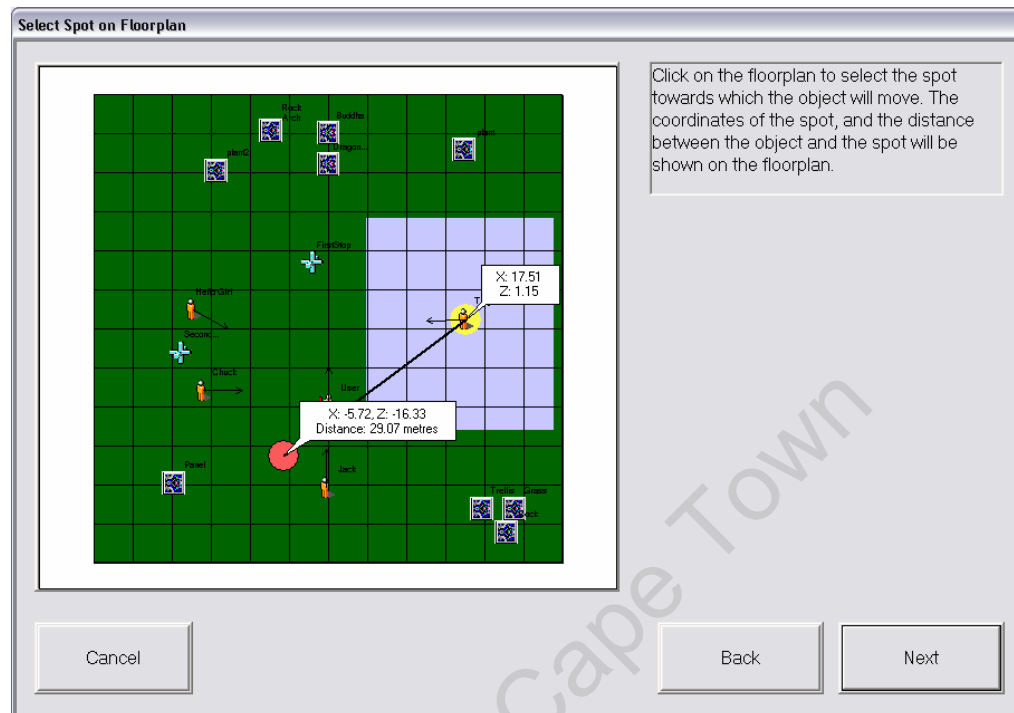 Select Spot on Floorplan
Click on the floorplan to select the spot
towards which the object will move. The
coordinates of the spot, and the distance
between the object and the spot will be
shown on the floorplan.
Rock
Arch
Buddha
plant
Dragon...
plant2
FirstStop
X: 17.51
Z: 1.15
Hello Girl
Secono...
Chuck
User
X: -5.72, Z: -16.33
Distance: 29.07 metres
Panel
Jack
Trellis Grass
Cancel
Back
Next
Cape Town